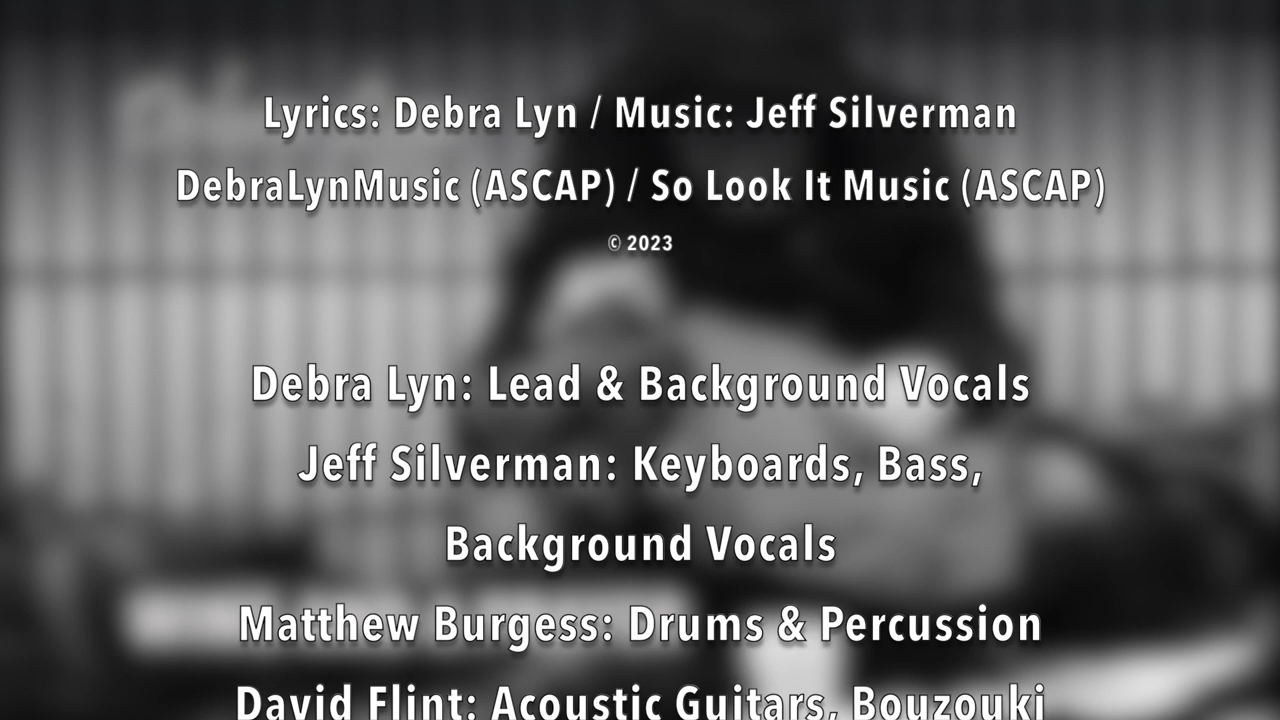 Lyrics: Debra Lyn / Music: Jeff Silverman
DebraLynMusic (ASCAP) / So Look It Music (ASCAP)
© 2023
Debra Lyn: Lead & Background Vocals
Jeff Silverman: Keyboards, Bass,
Background Vocals
Matthew Burgess: Drums & Percussion
David Flint: Acoustic Guitars, Bouzouki